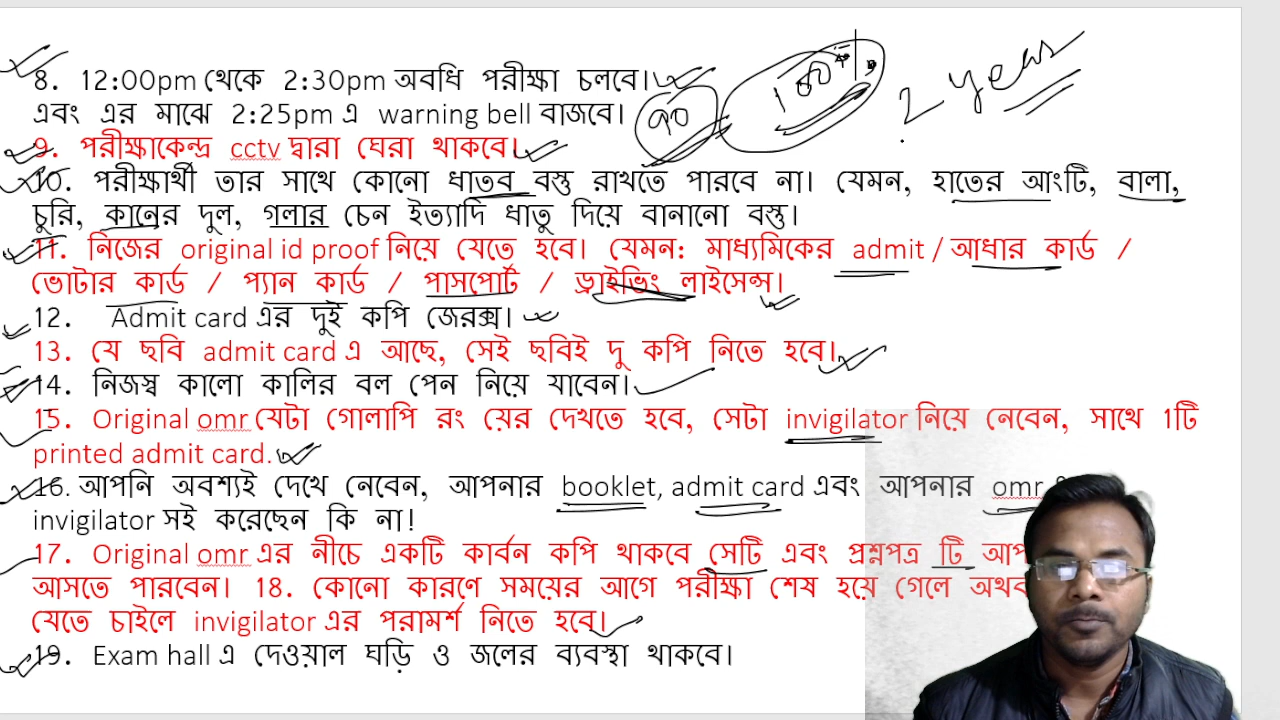 8. 12:00pm থেকে 2:30pm অবধি পরীক্ষা চলবে।
এবং এর মাঝে 2:25pm এ warning bell বাজবে।
90
180
2 years
9. পরীক্ষাকেন্দ্র cctv দ্বারা ঘেরা থাকবে।
10. পরীক্ষার্থী তার সাথে কোনো ধাতব বস্তু রাখতে পারবে না। যেমন, হাতের আংটি, বালা,
চুরি, কানের দুল, গলার চেন ইত্যাদি ধাতু দিয়ে বানানো বস্তু।
11. নিজের original id proof নিয়ে যেতে হবে। যেমন: মাধ্যমিকের admit / আধার কার্ড /
ভোটার কার্ড / প্যান কার্ড / পাসপোর্ট / ড্রাইভিং লাইসেন্স।
12. Admit card এর দুই কপি জেরক্স।
13. যে ছবি admit card এ আছে, সেই ছবিই দু কপি নিতে হবে।
14. নিজস্ব কালো কালির বল পেন নিয়ে যাবেন।
15. Original omr যেটা গোলাপি রং য়ের দেখতে হবে, সেটা invigilator নিয়ে নেবেন, সাথে 1টি
printed admit card.
16. আপনি অবশ্যই দেখে নেবেন, আপনার booklet, admit card এবং আপনার omr
invigilator সই করেছেন কি না!
17. Original omr এর নীচে একটি কার্বন কপি থাকবে সেটি এবং প্রশ্নপত্র টি
আসতে পারবেন। 18. কোনো কারণে সময়ের আগে পরীক্ষা শেষ হয়ে গেলে
যেতে চাইলে invigilator এর পরামর্শ নিতে হবে।
19. Exam hall এ দেওয়াল ঘড়ি ও জলের ব্যবস্থা থাকবে।